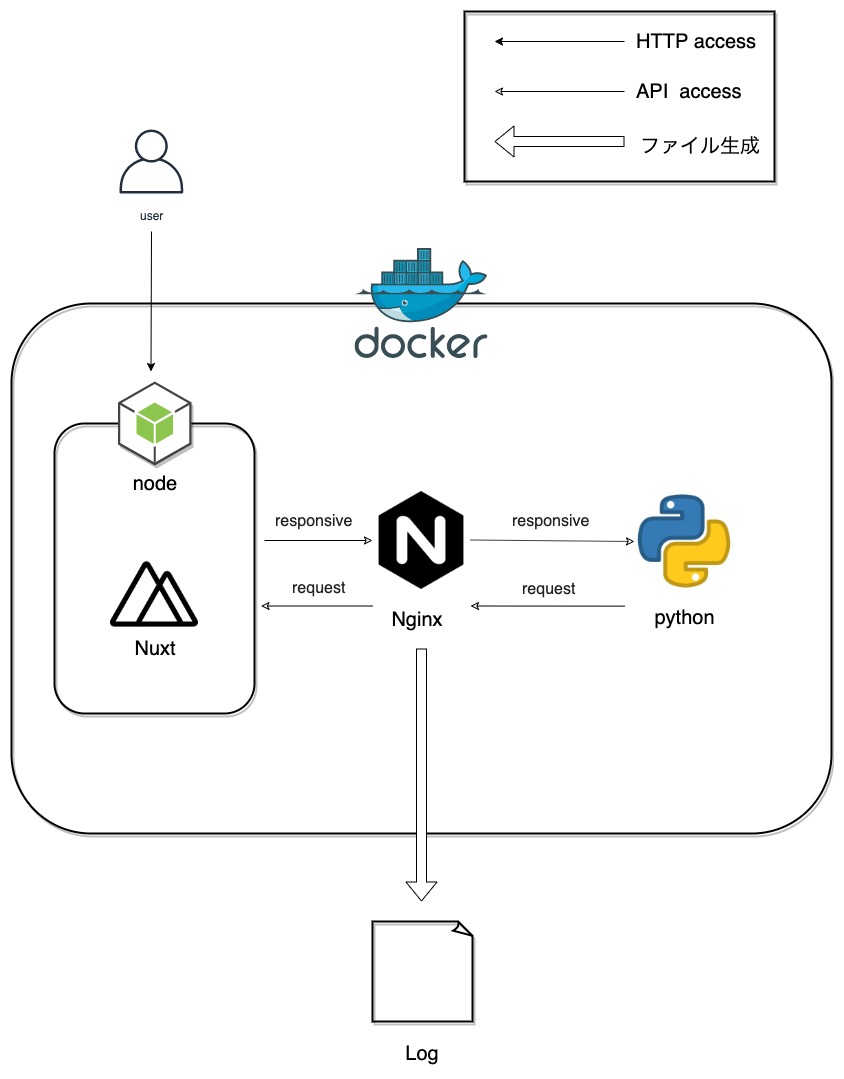 HTTP access
API access
ファイル生成
user
docker
node
responsive
responsive
request
request
Nuxt
Nginx
python
Log